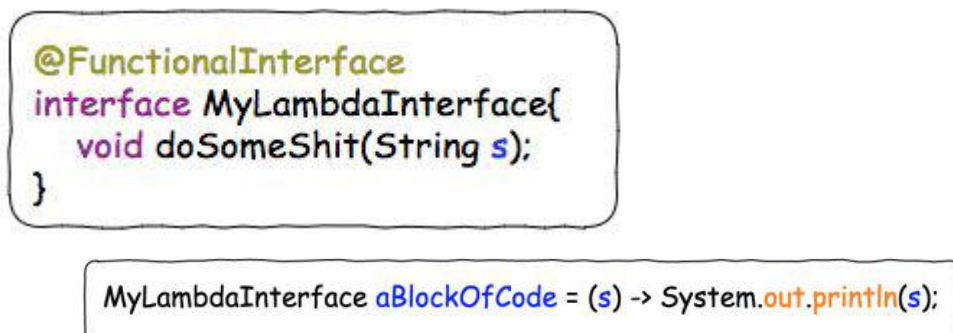 @FunctionalInterface
interface MyLambdaInterface{
void doSomeShit(String s);
}
MyLambdaInterface aBlockOfCode = (s) -> System.out.println(s);